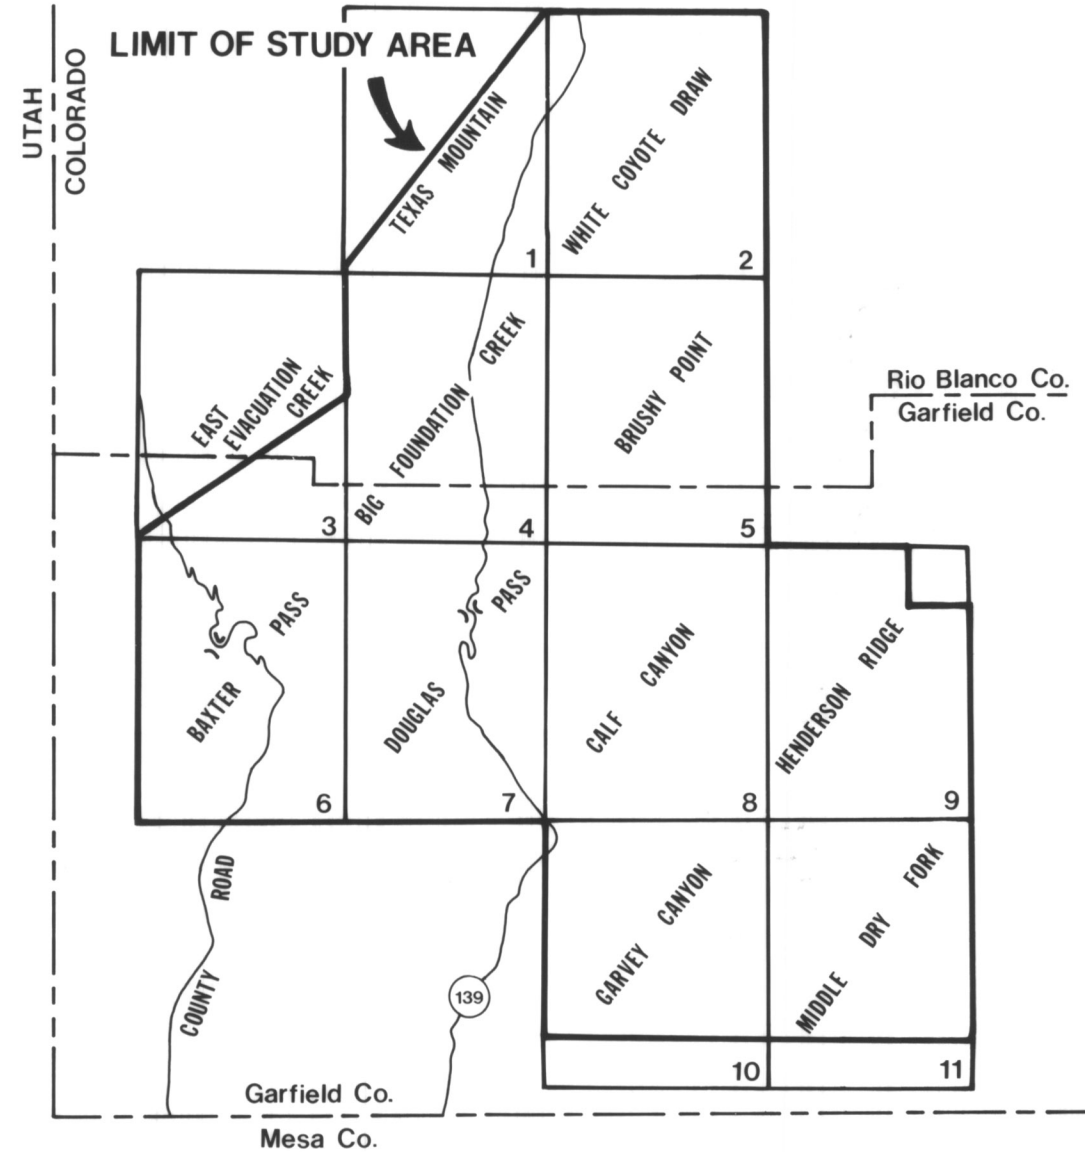 LIMIT OF STUDY AREA
UTAH
COLORADO
TEXAS MOUNTAIN
1
WHITE COYOTE DRAW
2
EAST
EVACUATION
CREEK
3
BIG FOUNDATION CREEK
4
BRUSHY POINT
5
Rio Blanco Co.
Garfield Co.
BAXTER PASS
6
DOUGLAS PASS
7
CALF CANYON
8
HENDERSON RIDGE
9
COUNTY ROAD
139
GARVEY CANYON
10
MIDDLE DRY FORK
11
Garfield Co.
Mesa Co.